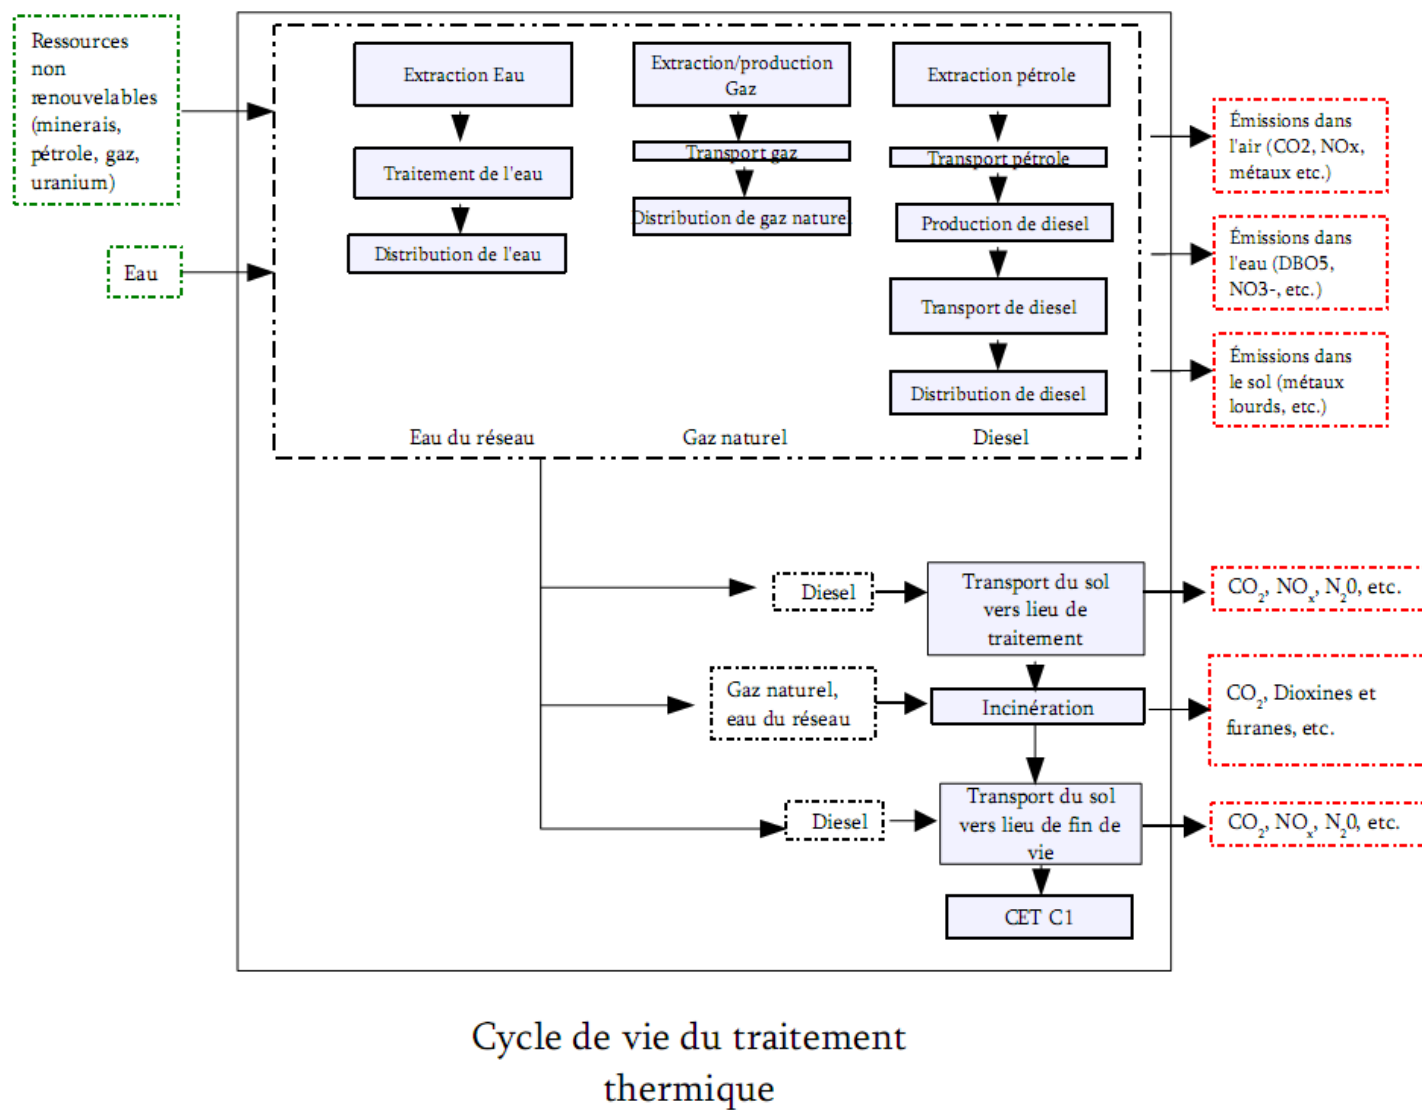 Ressources
non
renouvelables
(minerais,
pétrole, gaz,
uranium)
Eau
Extraction Eau
Traitement de l'eau
Distribution de l'eau
Eau du réseau
Extraction/production
Gaz
Transport gaz
Distribution de gaz naturel
Gaz naturel
Extraction pétrole
Transport pétrole
Production de diesel
Transport de diesel
Distribution de diesel
Diesel
Émissions dans
l'air (CO2, NOx,
métaux etc.)
Émissions dans
l'eau (DBO5,
NO3-, etc.)
Émissions dans
le sol (métaux
lourds, etc.)
Diesel
Transport du sol
vers lieu de
traitement
CO₂, NOₓ, N₂0, etc.
Gaz naturel,
eau du réseau
Incinération
CO₂, Dioxines et
furanes, etc.
Diesel
Transport du sol
vers lieu de fin de
vie
CO₂, NOₓ, N₂0, etc.
CET C1
Cycle de vie du traitement
thermique